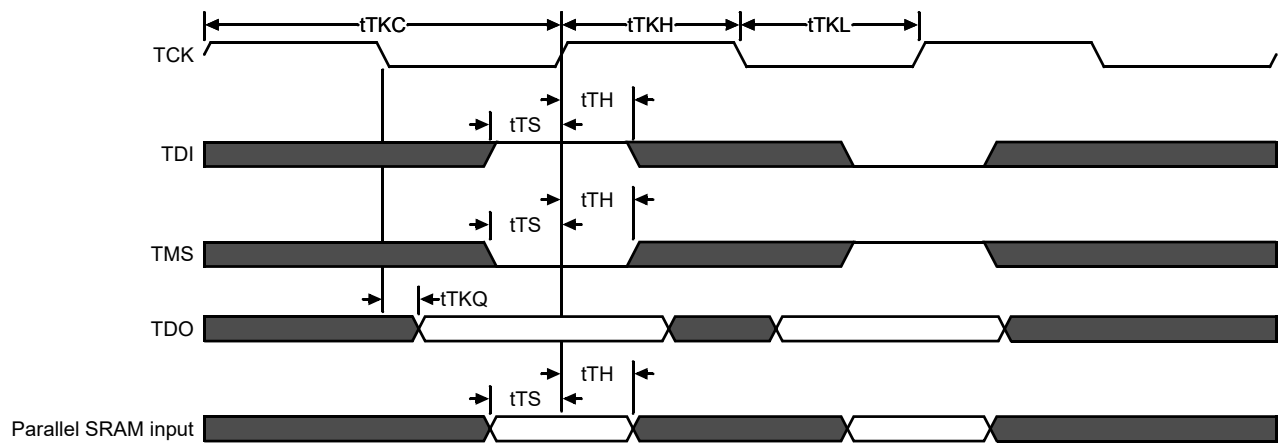 tTKC
tTKH
tTKL
TCK
tTH
tTS
TDI
tTH
tTS
TMS
tTKQ
TDO
tTH
tTS
Parallel SRAM input